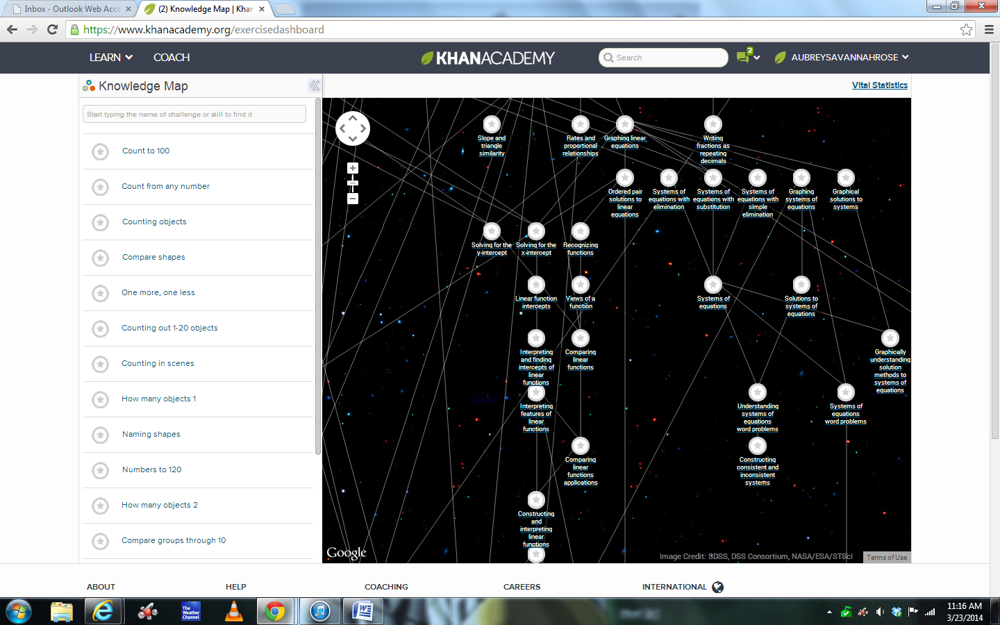 Inbox - Outlook Web Acce
(2) Knowledge Map | Khan
https://www.khanacademy.org/exercisedashboard
LEARN
COACH
KHANACADEMY
Search
2
AUBREYSAVANNAHROSE
Knowledge Map
Vital Statistics
Start typing the name of challenge or skill to find it
Count to 100
Count from any number
Counting objects
Compare shapes
One more, one less
Counting out 1-20 objects
Counting in scenes
How many objects 1
Naming shapes
Numbers to 120
How many objects 2
Compare groups through 10
Slope and
triangle
similarity
Rates and
proportional
relationships
Graphing linear
equations
Writing
fractions as
repeating
decimals
Ordered pair
solutions to
linear
equations
Systems of
equations with
elimination
Systems of
equations with
substitution
Systems of
equations with
simple
elimination
Graphing
systems of
equations
Graphical
solutions to
systems
Solving for the
y-intercept
Solving for the
x-intercept
Recognizing
functions
Linear function
intercepts
Views of a
function
Systems of
equations
Solutions to
systems of
equations
Interpreting
and finding
intercepts of
linear
functions
Comparing
linear
functions
Graphically
understanding
solution
methods to
systems of
equations
Interpreting
features of
linear
functions
Understanding
systems of
equations
word problems
Systems of
equations
word problems
Comparing
linear
functions
applications
Constructing
consistent and
inconsistent
systems
Constructing
and
interpreting
linear
functions
Google
Image Credit: SDSS, DSS Consortium, NASA/ESA/STScI
Terms of Use
ABOUT
HELP
COACHING
CAREERS
INTERNATIONAL
The
Weather
Channel
11:16 AM
3/23/2014